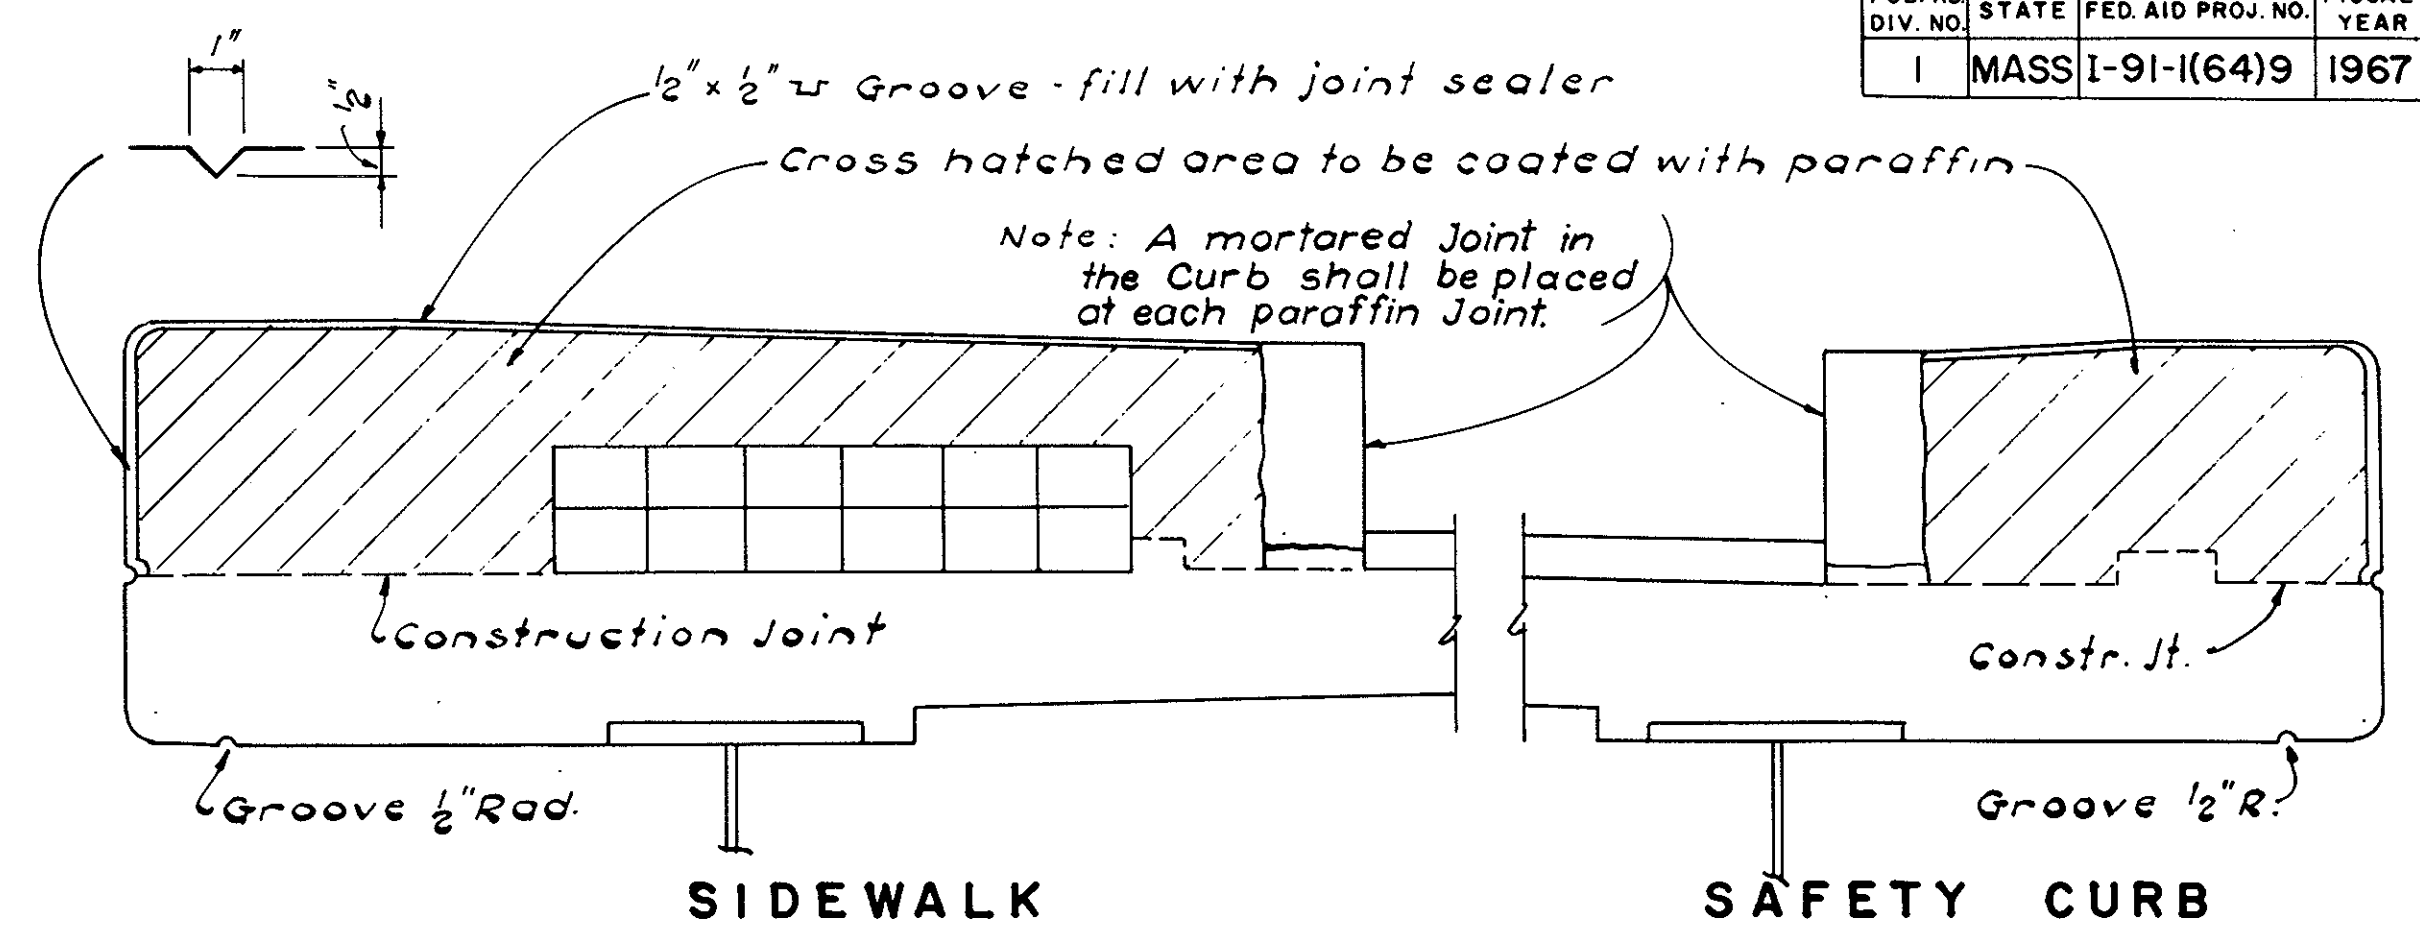 DIV. NO. STATE FED. AID PROJ. NO. YEAR
1 MASS I-91-1(64)9 1967
1"
1/2"
1/2" x 1/2" Groove - fill with joint sealer
Cross hatched area to be coated with paraffin
Note: A mortared Joint in
the Curb shall be placed
at each paraffin Joint.
Construction Joint
Constr. Jt.
Groove 1/2" Rad.
Groove 1/2" R.
SIDEWALK
SAFETY CURB